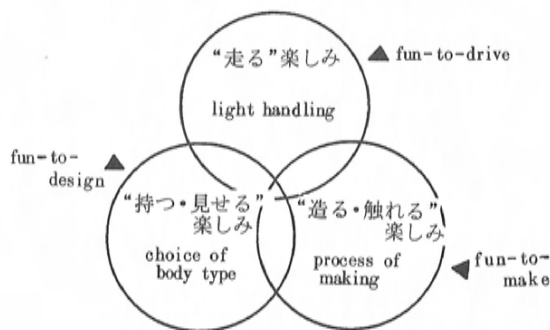 “走る”楽しみ
▲ fun-to-drive
light handling
fun-to-
design ▲
“持つ・見せる”
楽しみ
choice of
body type
“造る・触れる”
楽しみ
process of
making
◀ fun-to-
make